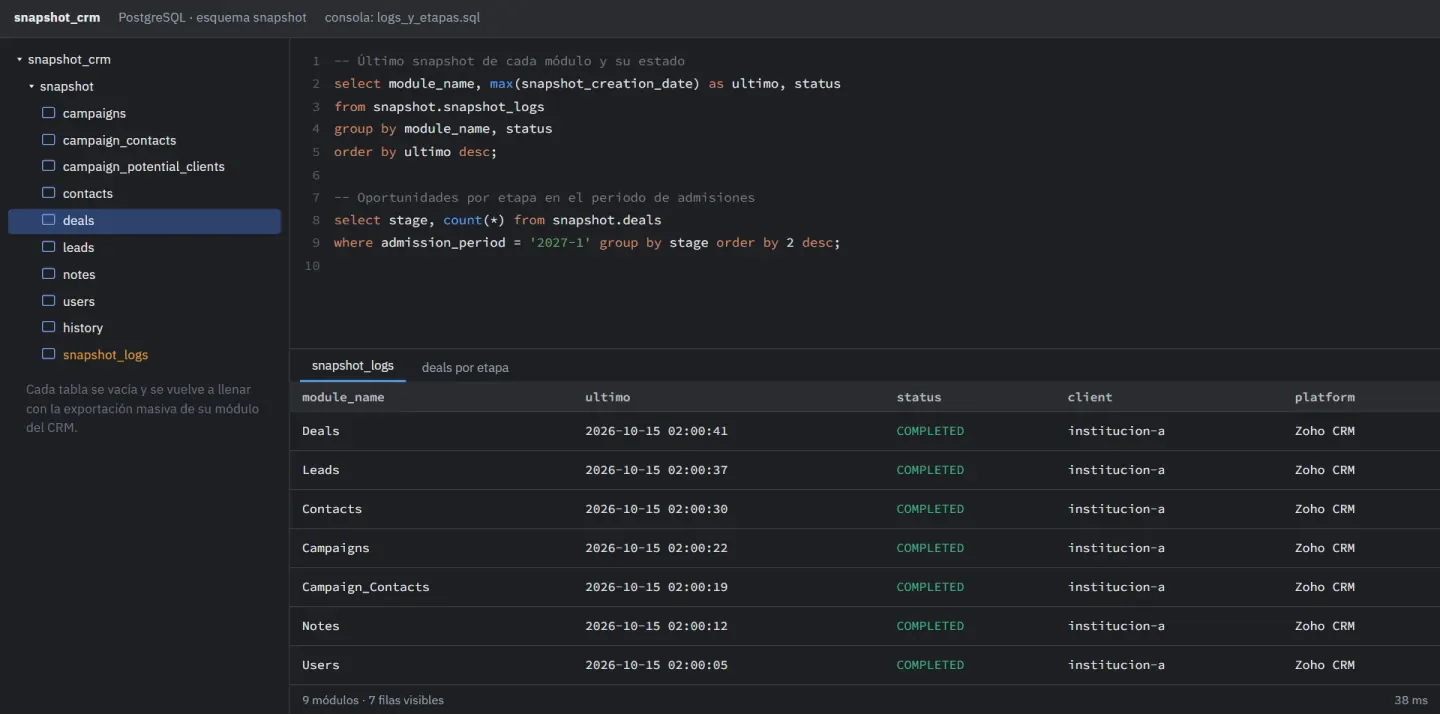 snapshot_crm PostgreSQL · esquema snapshot consola: logs_y_etapas.sql
snapshot_crm
snapshot
campaigns
campaign_contacts
campaign_potential_clients
contacts
deals
leads
notes
users
history
snapshot_logs
Cada tabla se vacía y se vuelve a llenar
con la exportación masiva de su módulo
del CRM.
1 -- Último snapshot de cada módulo y su estado
2 select module_name, max(snapshot_creation_date) as ultimo, status
3 from snapshot.snapshot_logs
4 group by module_name, status
5 order by ultimo desc;
6
7 -- Oportunidades por etapa en el periodo de admisiones
8 select stage, count(*) from snapshot.deals
9 where admission_period = '2027-1' group by stage order by 2 desc;
10
snapshot_logs deals por etapa
module_name ultimo status client platform
Deals 2026-10-15 02:00:41 COMPLETED institucion-a Zoho CRM
Leads 2026-10-15 02:00:37 COMPLETED institucion-a Zoho CRM
Contacts 2026-10-15 02:00:30 COMPLETED institucion-a Zoho CRM
Campaigns 2026-10-15 02:00:22 COMPLETED institucion-a Zoho CRM
Campaign_Contacts 2026-10-15 02:00:19 COMPLETED institucion-a Zoho CRM
Notes 2026-10-15 02:00:12 COMPLETED institucion-a Zoho CRM
Users 2026-10-15 02:00:05 COMPLETED institucion-a Zoho CRM
9 módulos · 7 filas visibles 38 ms